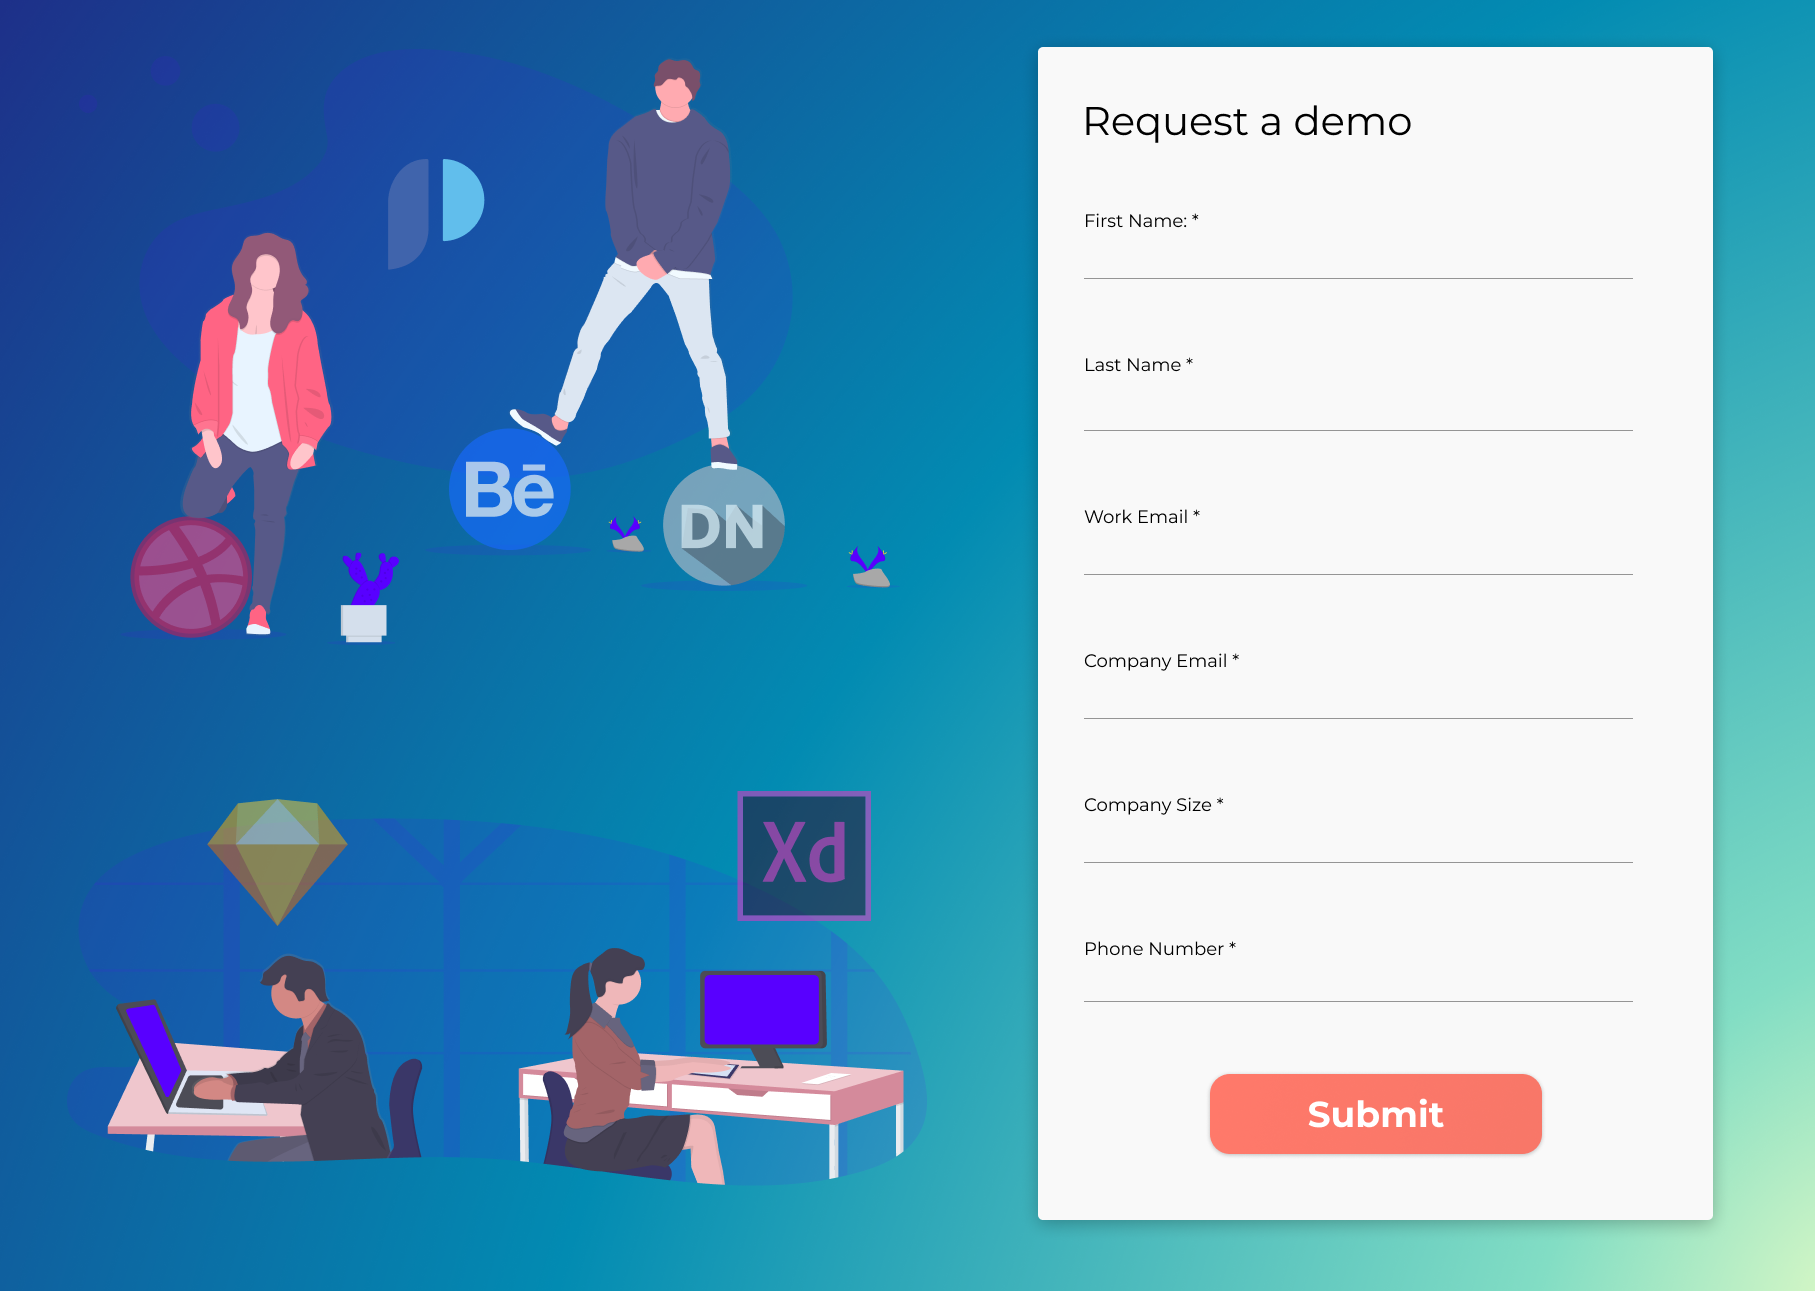 Request a demo
First Name: *
Last Name *
Work Email *
Company Email *
Company Size *
Phone Number *
Submit
Bē
DN
Xd